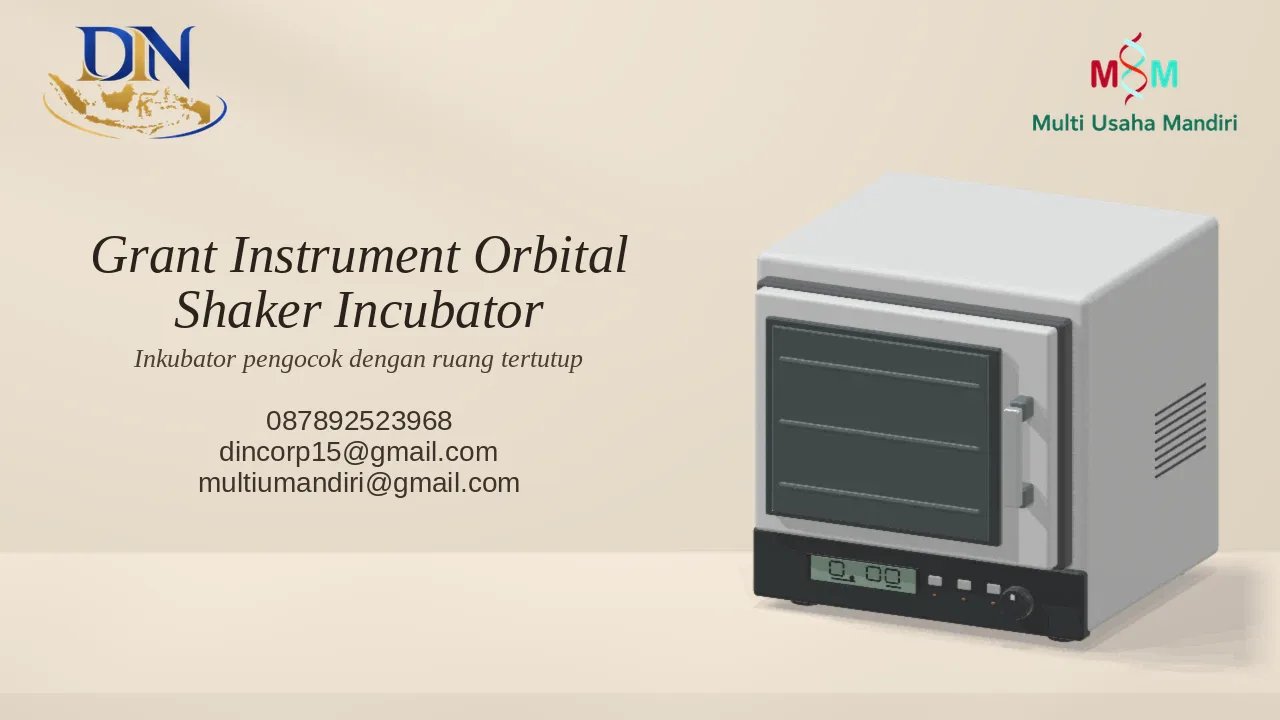 DIN
M M
Multi Usaha Mandiri
Grant Instrument Orbital
Shaker Incubator
Inkubator pengocok dengan ruang tertutup
087892523968
dincorp15@gmail.com
multiumandiri@gmail.com
0.00